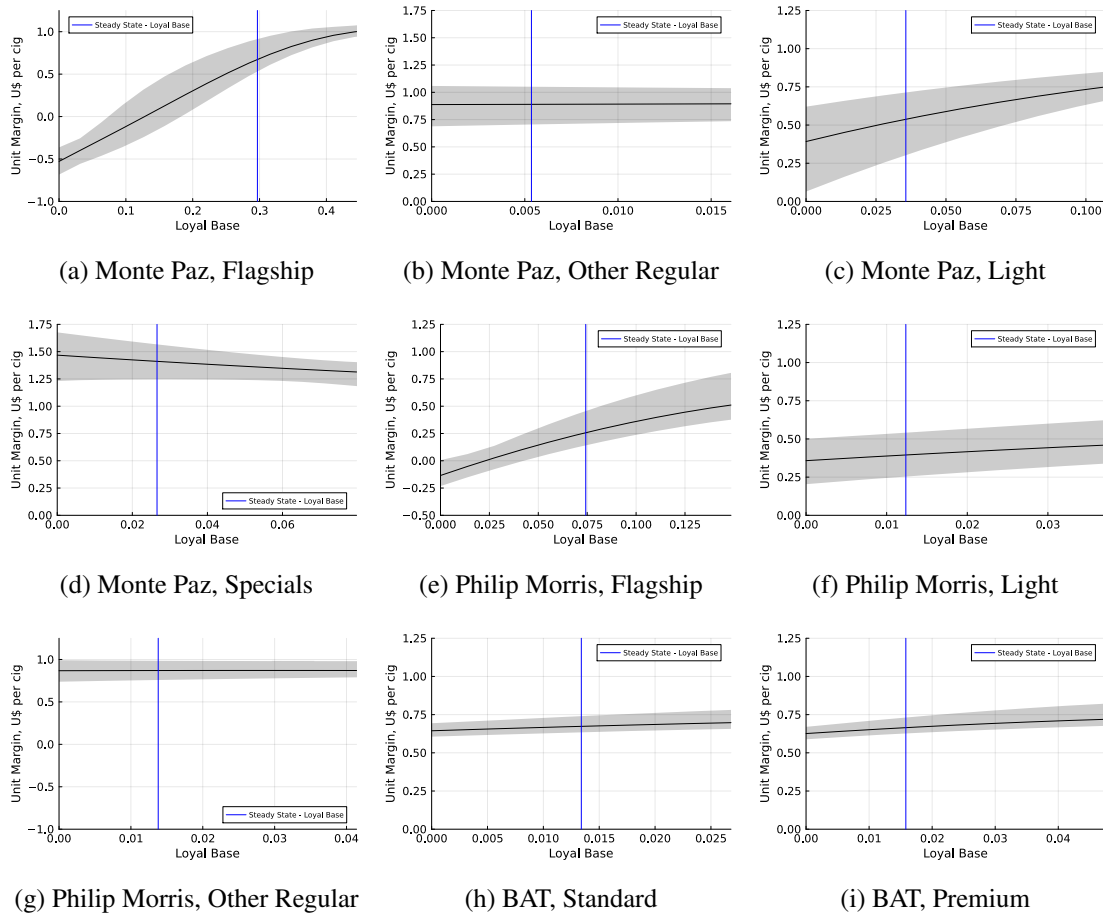 Steady State - Loyal Base
Unit Margin, U$ per cig
1.0
0.5
0.0
−0.5
−1.0
0.0 0.1 0.2 0.3 0.4
Loyal Base
(a) Monte Paz, Flagship
Steady State - Loyal Base
Unit Margin, U$ per cig
1.75
1.50
1.25
1.00
0.75
0.50
0.25
0.00
0.000 0.005 0.010 0.015
Loyal Base
(b) Monte Paz, Other Regular
Steady State - Loyal Base
Unit Margin, U$ per cig
1.25
1.00
0.75
0.50
0.25
0.00
0.000 0.025 0.050 0.075 0.100
Loyal Base
(c) Monte Paz, Light
Unit Margin, U$ per cig
1.75
1.50
1.25
1.00
0.75
0.50
0.25
0.00
Steady State - Loyal Base
0.00 0.02 0.04 0.06
Loyal Base
(d) Monte Paz, Specials
Steady State - Loyal Base
Unit Margin, U$ per cig
1.25
1.00
0.75
0.50
0.25
0.00
−0.25
−0.50
0.000 0.025 0.050 0.075 0.100 0.125
Loyal Base
(e) Philip Morris, Flagship
Steady State - Loyal Base
Unit Margin, U$ per cig
1.25
1.00
0.75
0.50
0.25
0.00
0.00 0.01 0.02 0.03
Loyal Base
(f) Philip Morris, Light
Unit Margin, U$ per cig
1.0
0.5
0.0
−0.5
−1.0
Steady State - Loyal Base
0.00 0.01 0.02 0.03 0.04
Loyal Base
(g) Philip Morris, Other Regular
Steady State - Loyal Base
Unit Margin, U$ per cig
1.25
1.00
0.75
0.50
0.25
0.00
0.000 0.005 0.010 0.015 0.020 0.025
Loyal Base
(h) BAT, Standard
Steady State - Loyal Base
Unit Margin, U$ per cig
1.25
1.00
0.75
0.50
0.25
0.00
0.00 0.01 0.02 0.03 0.04
Loyal Base
(i) BAT, Premium